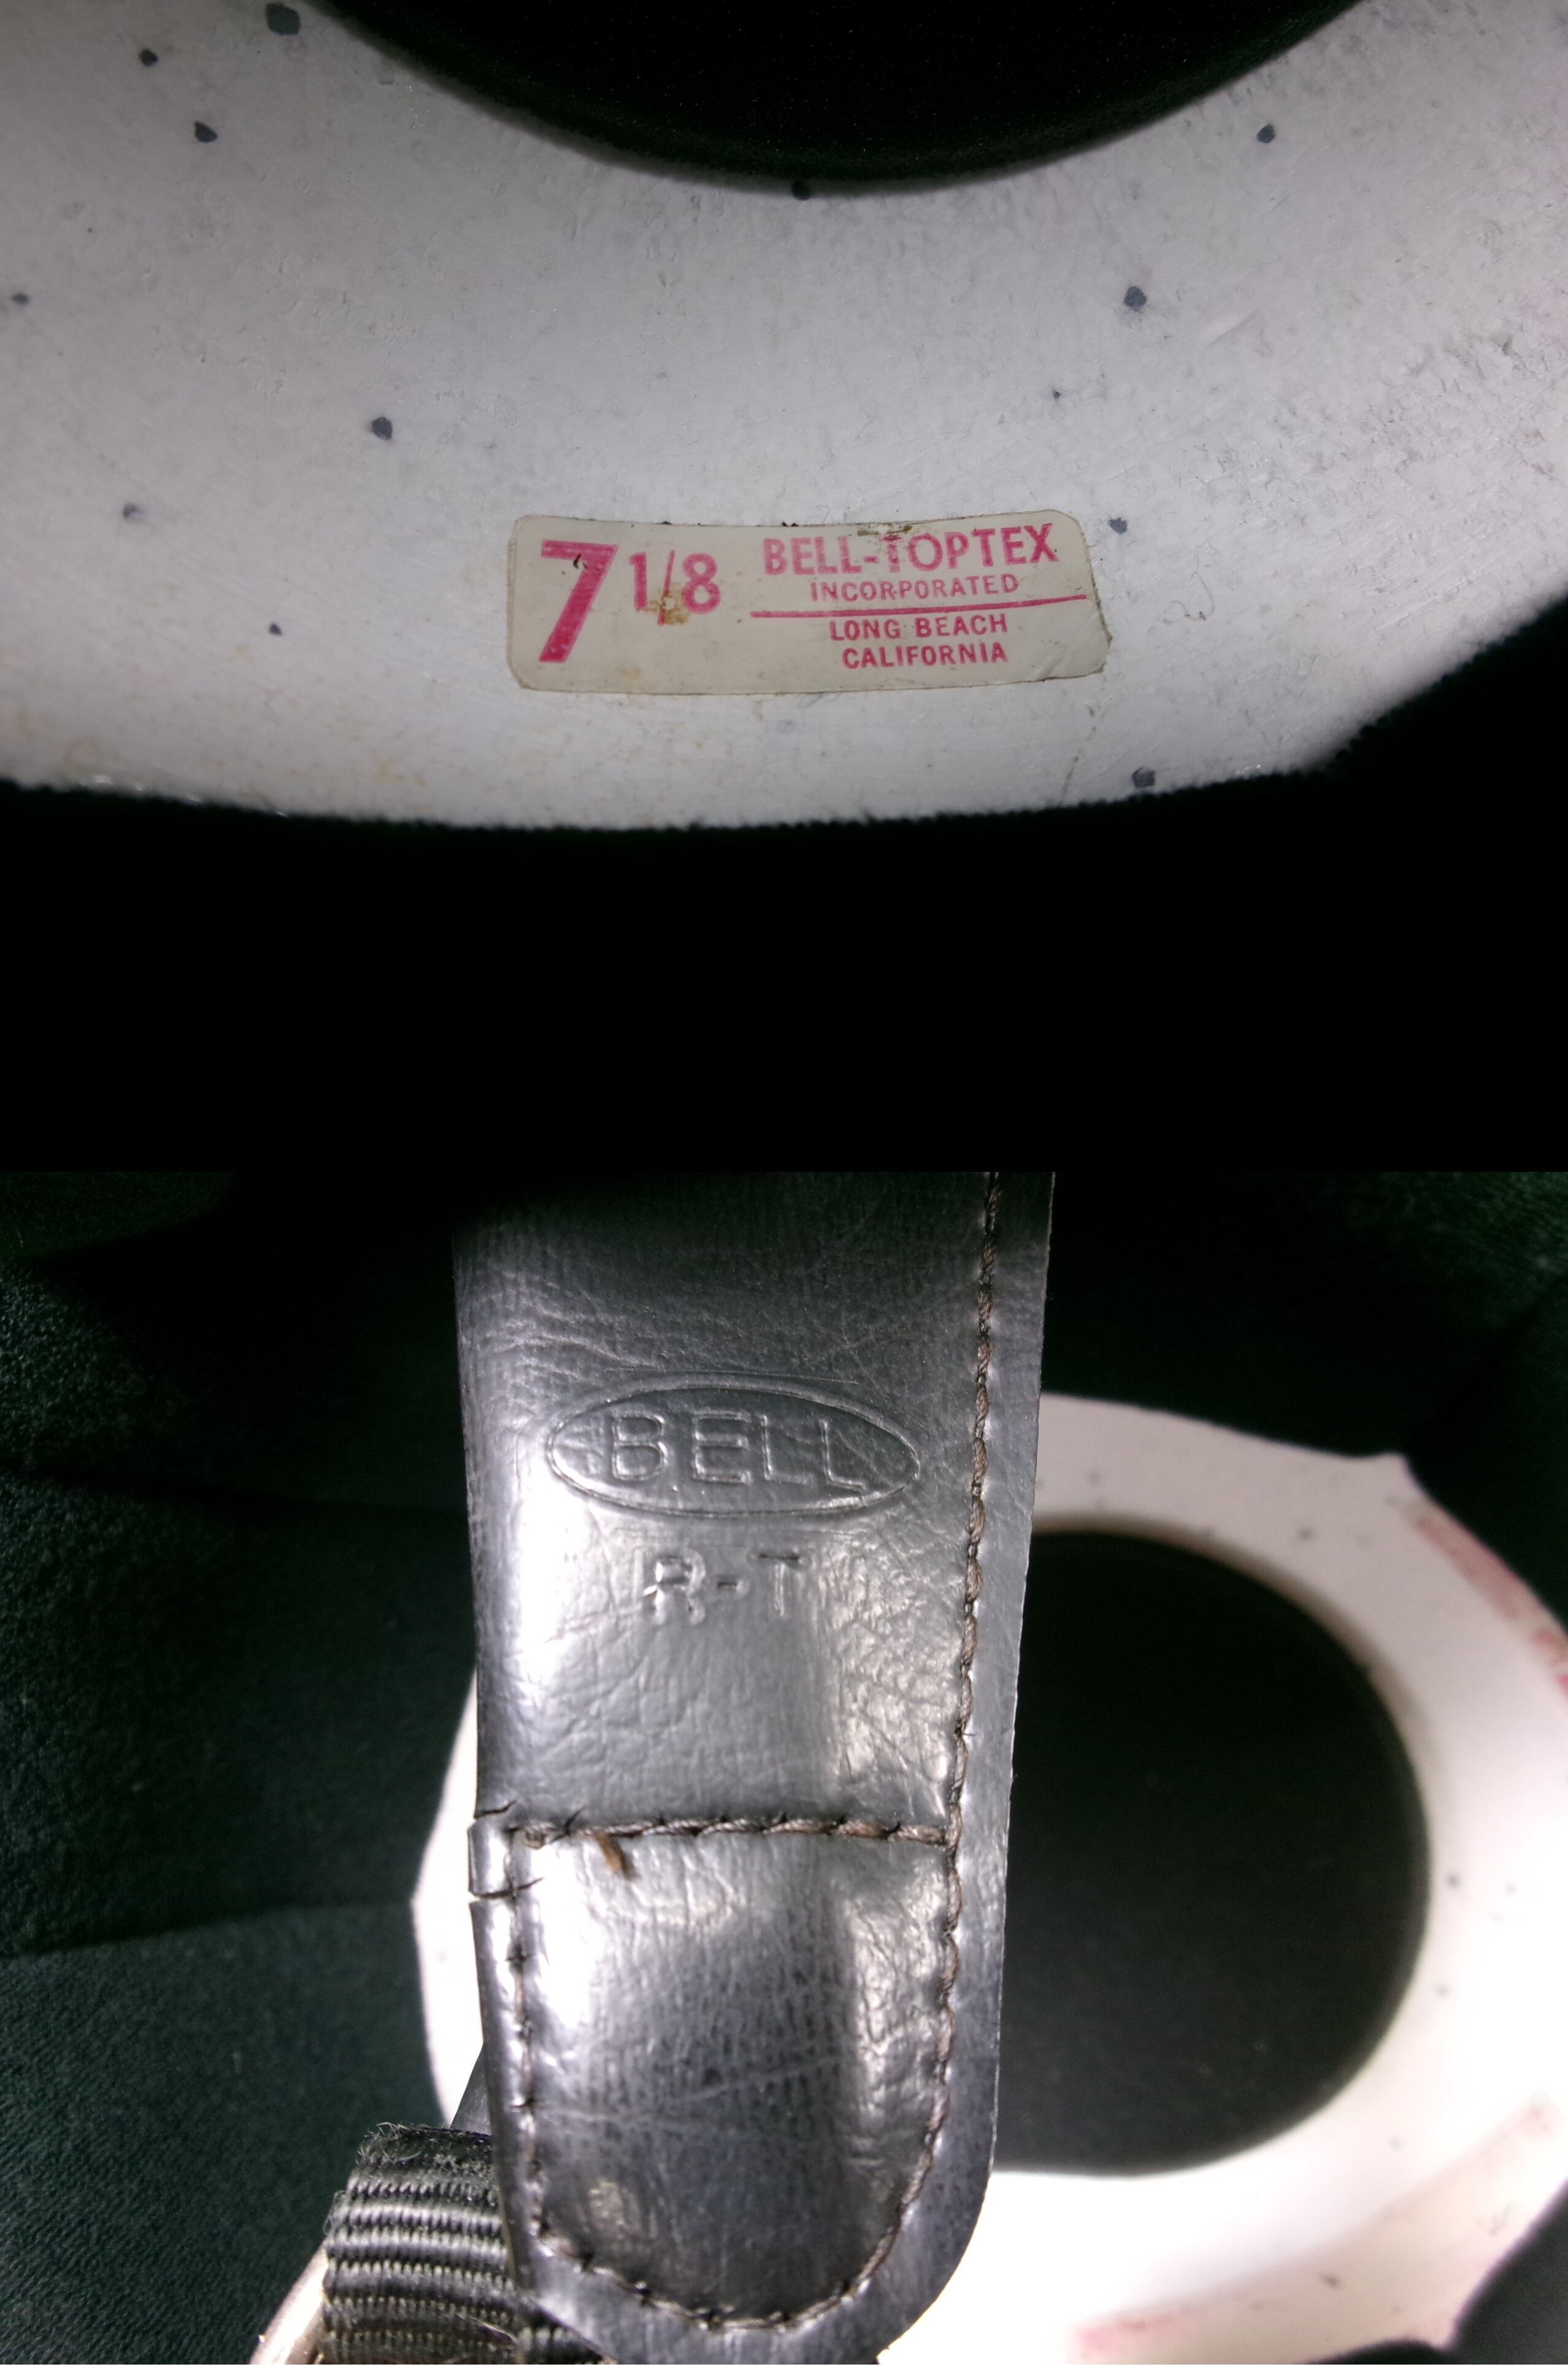 7 1/8
BELL-TOPTEX
INCORPORATED
LONG BEACH
CALIFORNIA
BELL
R-T